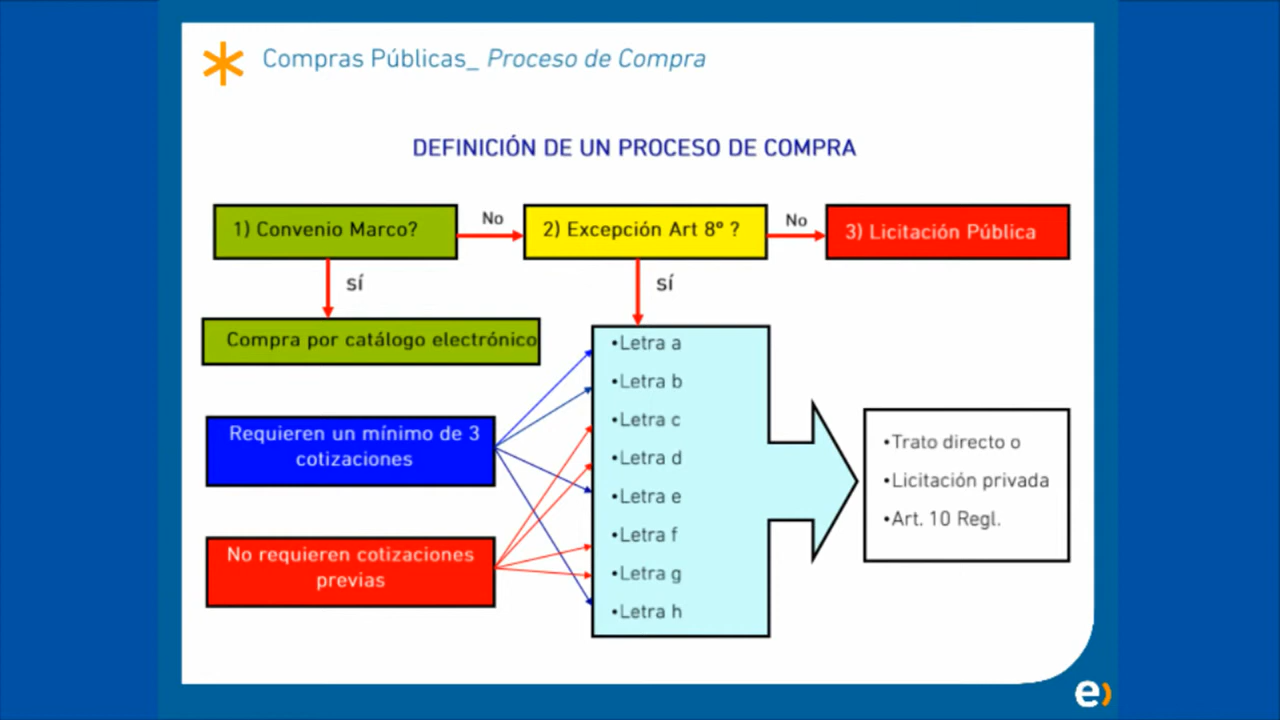 Compras Públicas_ Proceso de Compra
DEFINICIÓN DE UN PROCESO DE COMPRA
1) Convenio Marco?
No
2) Excepción Art 8º ?
No
3) Licitación Pública
SÍ
SÍ
Compra por catálogo electrónico
Requieren un mínimo de 3
cotizaciones
No requieren cotizaciones
previas
•Letra a
•Letra b
•Letra c
•Letra d
•Letra e
•Letra f
•Letra g
•Letra h
•Trato directo o
•Licitación privada
•Art. 10 Regl.
e)